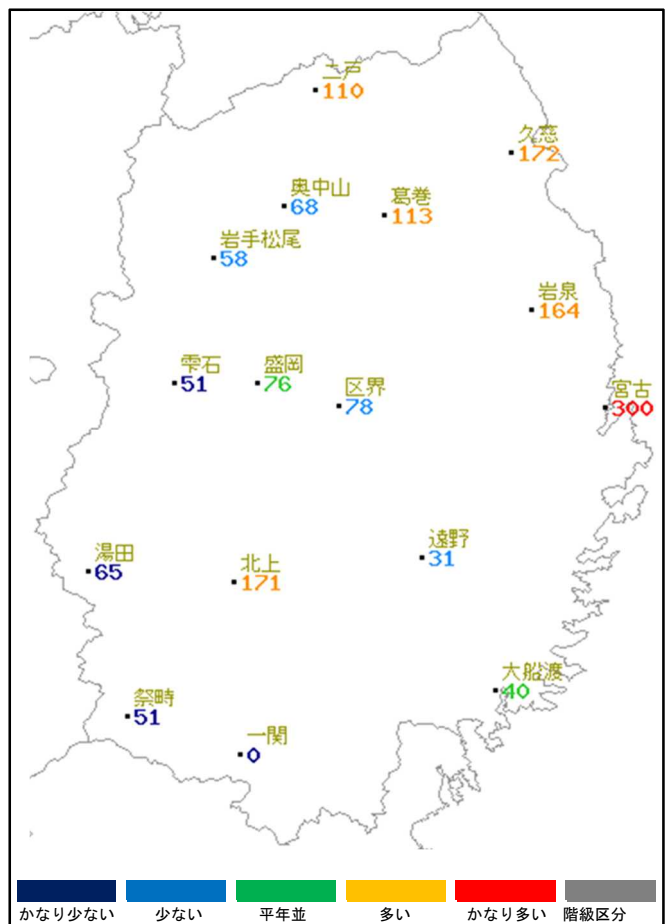 二戸
110
久慈
172
奥中山
68
葛巻
113
岩手松尾
58
岩泉
164
雫石
51
盛岡
76
区界
78
宮古
300
湯田
65
北上
171
遠野
31
大船渡
40
祭畤
51
一関
0
かなり少ない 少ない 平年並 多い かなり多い 階級区分